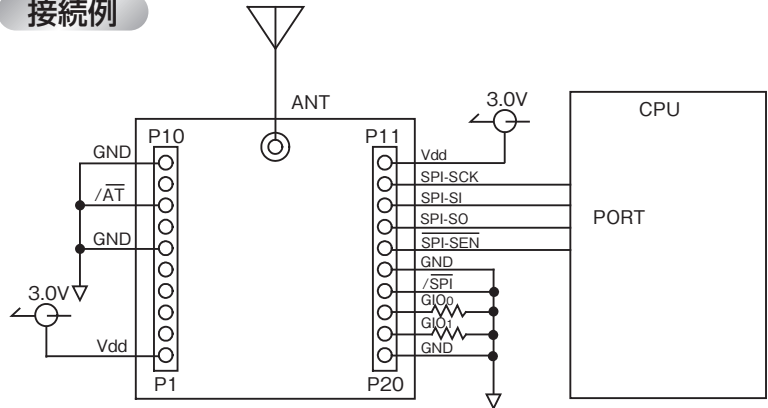 接続例
ANT
3.0V
CPU
P10
P11
GND
Vdd
SPI-SCK
/AT
SPI-SI
SPI-SO
PORT
GND
SPI-SEN
GND
/SPI
3.0V
GIO0
GIO1
Vdd
GND
P1
P20